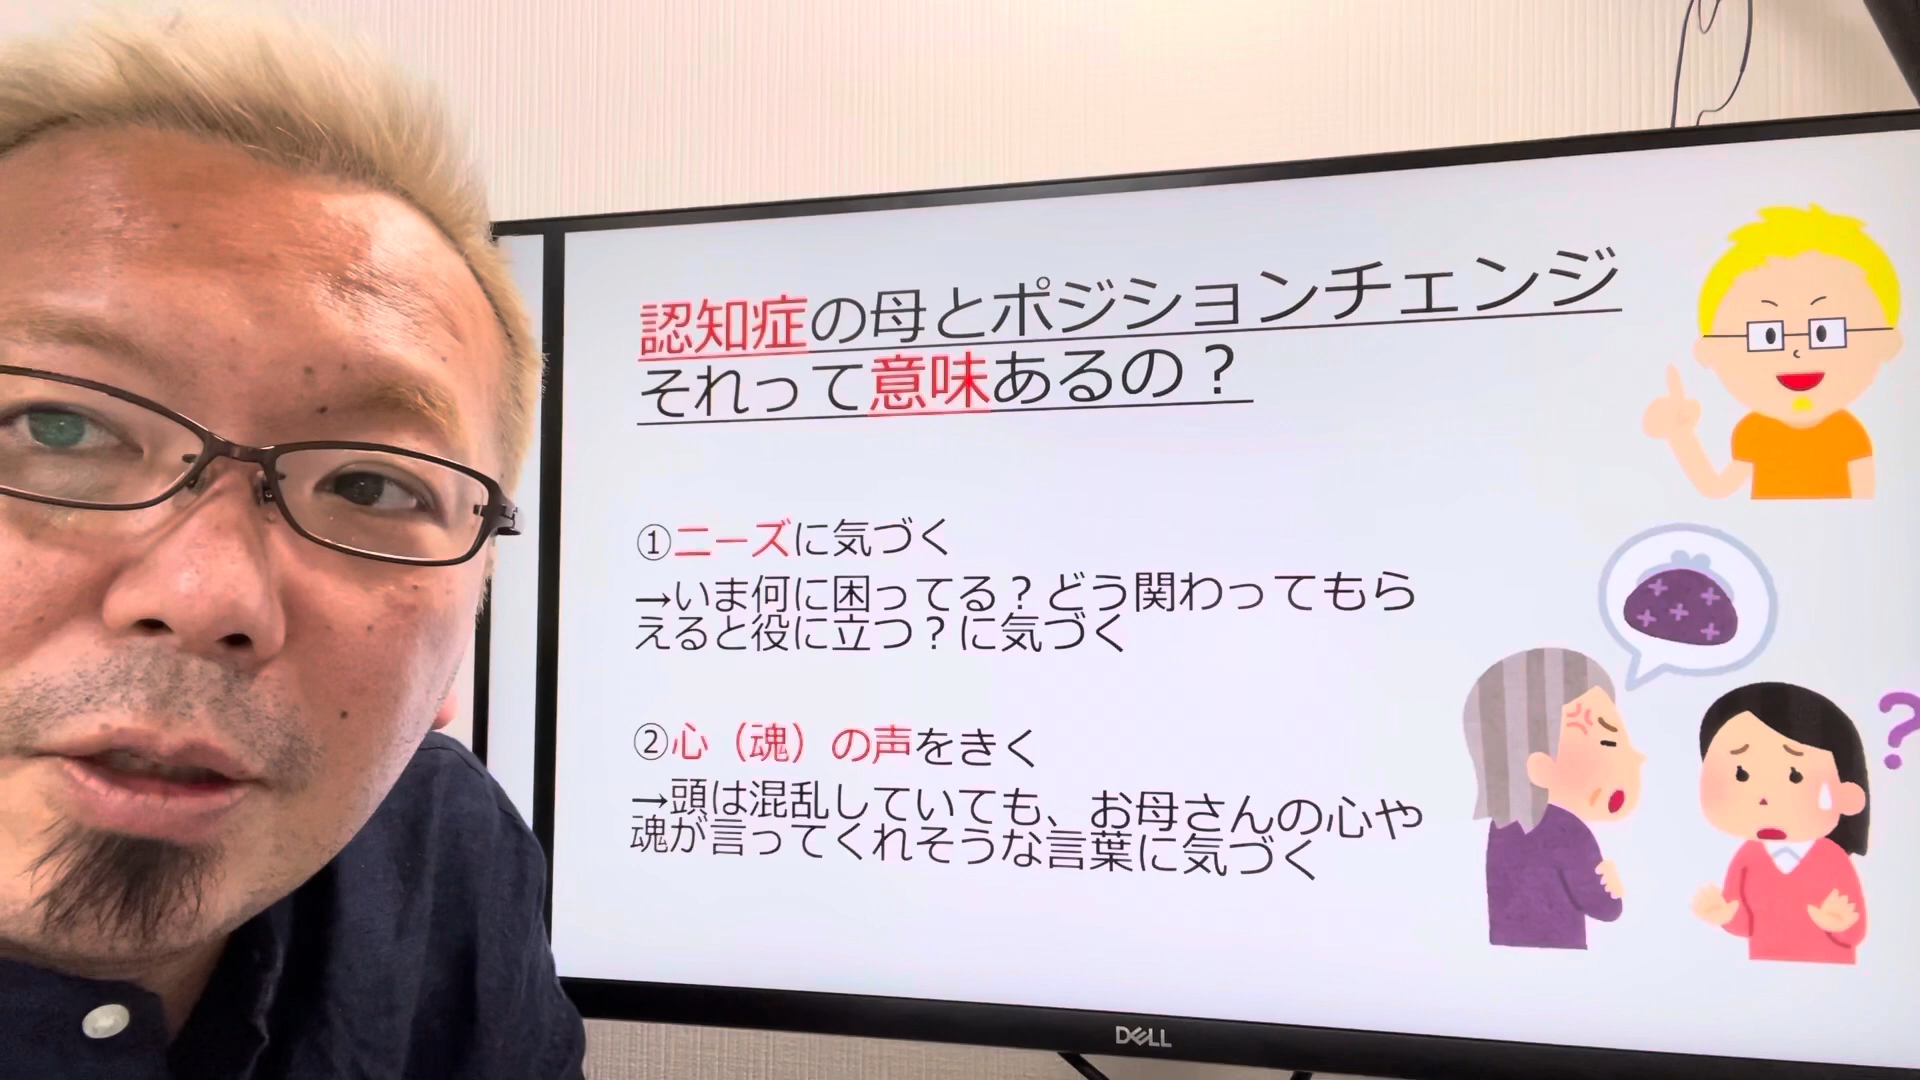 認知症の母とポジションチェンジ
それって意味あるの？
①ニーズに気づく
→いま何に困ってる？どう関わってもら
えると役に立つ？に気づく
②心（魂）の声をきく
→頭は混乱していても、お母さんの心や
魂が言ってくれそうな言葉に気づく
?
DELL